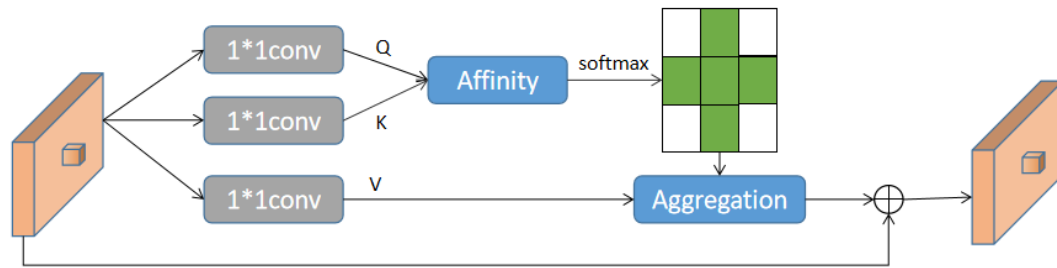 1*1conv
Q
Affinity
softmax
1*1conv
K
1*1conv
V
Aggregation